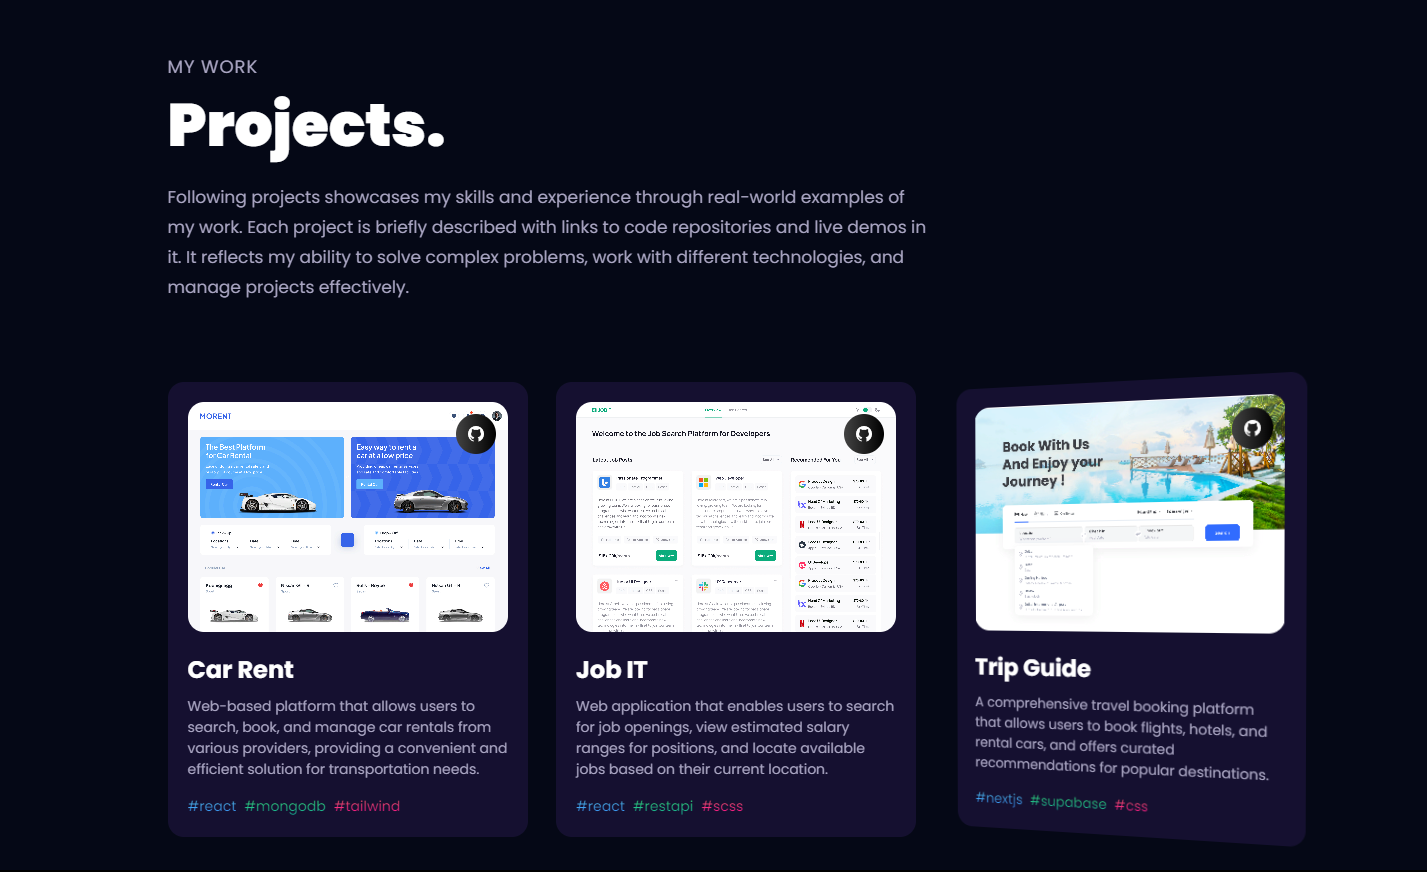 MY WORK
Projects.
Following projects showcases my skills and experience through real-world examples of
my work. Each project is briefly described with links to code repositories and live demos in
it. It reflects my ability to solve complex problems, work with different technologies, and
manage projects effectively.
MORENT
The Best Platform
for Car Rental
Easy way to rent a
car at a low price
Welcome to the Job Search Platform for Developers
Latest Job Posts
Recomended For You
Book With Us
And Enjoy your
Journey !
Car Rent
Web-based platform that allows users to
search, book, and manage car rentals from
various providers, providing a convenient and
efficient solution for transportation needs.
#react #mongodb #tailwind
Job IT
Web application that enables users to search
for job openings, view estimated salary
ranges for positions, and locate available
jobs based on their current location.
#react #restapi #scss
Trip Guide
A comprehensive travel booking platform
that allows users to book flights, hotels, and
rental cars, and offers curated
recommendations for popular destinations.
#nextjs #supabase #css